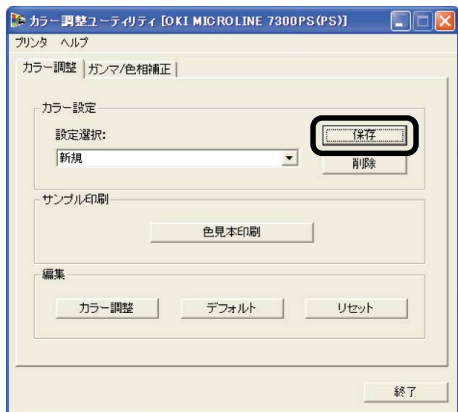 カラー調整ユーティリティ [OKI MICROLINE 7300PS(PS)]
プリンタ ヘルプ
カラー調整 ガンマ/色相補正
カラー設定
設定選択:
保存
新規
削除
サンプル印刷
色見本印刷
編集
カラー調整 デフォルト リセット
終了